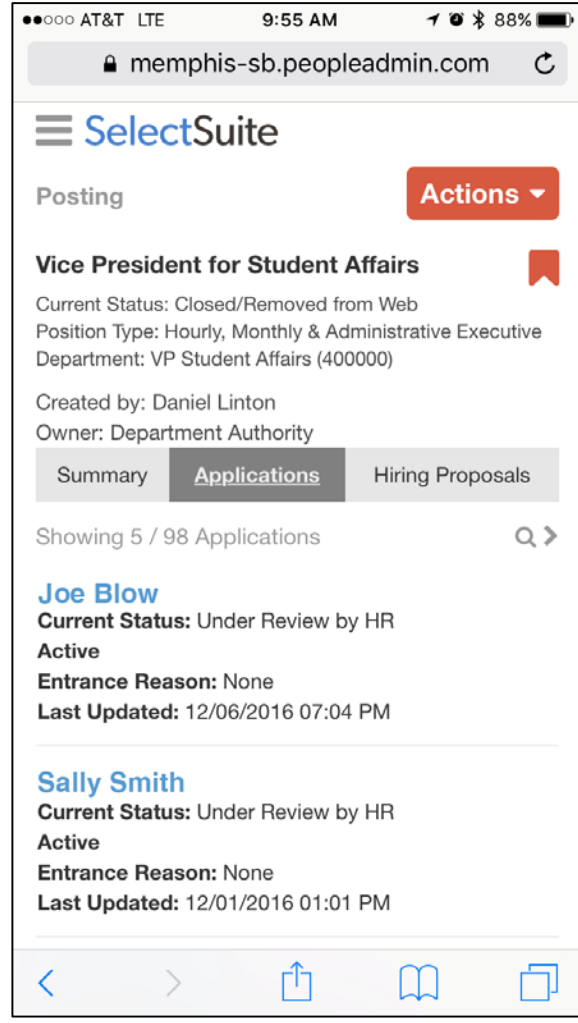 AT&T LTE 9:55 AM 88%
memphis-sb.peopleadmin.com
SelectSuite
Posting Actions
Vice President for Student Affairs
Current Status: Closed/Removed from Web
Position Type: Hourly, Monthly & Administrative Executive
Department: VP Student Affairs (400000)
Created by: Daniel Linton
Owner: Department Authority
Summary Applications Hiring Proposals
Showing 5 / 98 Applications
Joe Blow
Current Status: Under Review by HR
Active
Entrance Reason: None
Last Updated: 12/06/2016 07:04 PM
Sally Smith
Current Status: Under Review by HR
Active
Entrance Reason: None
Last Updated: 12/01/2016 01:01 PM